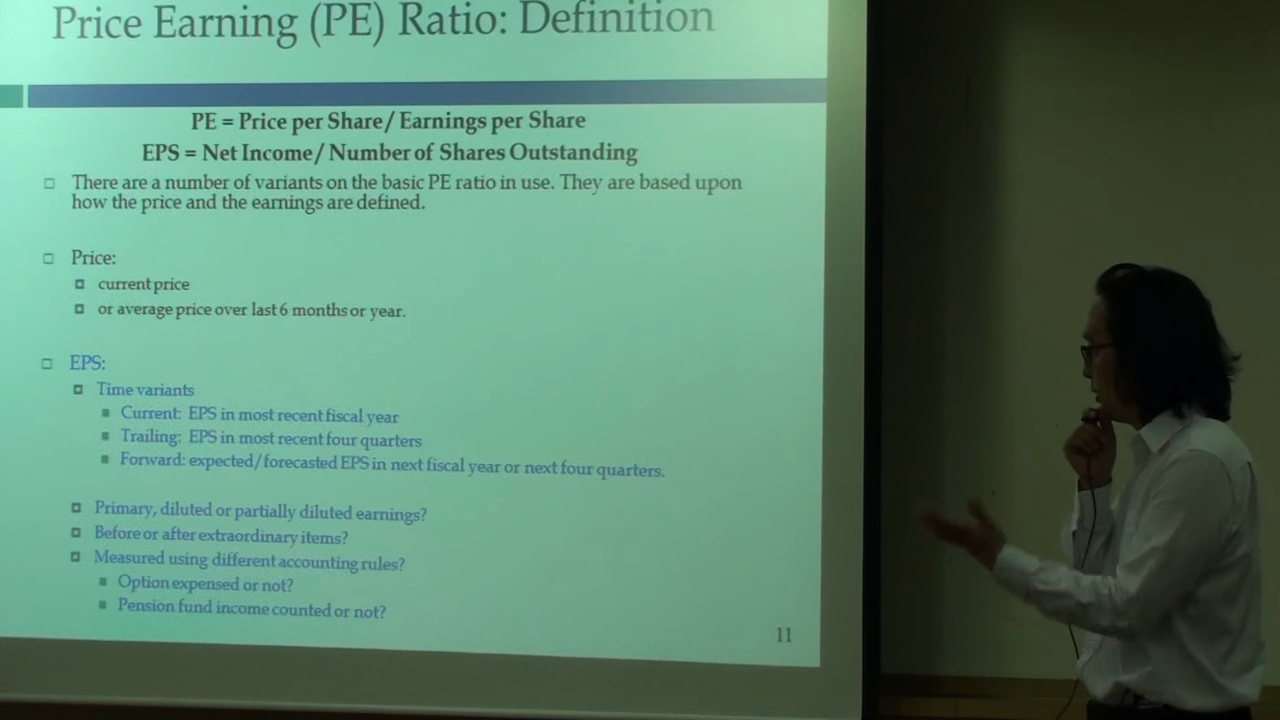 Price Earning (PE) Ratio: Definition
PE = Price per Share/ Earnings per Share
EPS = Net Income/ Number of Shares Outstanding
There are a number of variants on the basic PE ratio in use. They are based upon
how the price and the earnings are defined.
Price:
current price
or average price over last 6 months or year.
EPS:
Time variants
Current: EPS in most recent fiscal year
Trailing: EPS in most recent four quarters
Forward: expected/forecasted EPS in next fiscal year or next four quarters.
Primary, diluted or partially diluted earnings?
Before or after extraordinary items?
Measured using different accounting rules?
Option expensed or not?
Pension fund income counted or not?
11